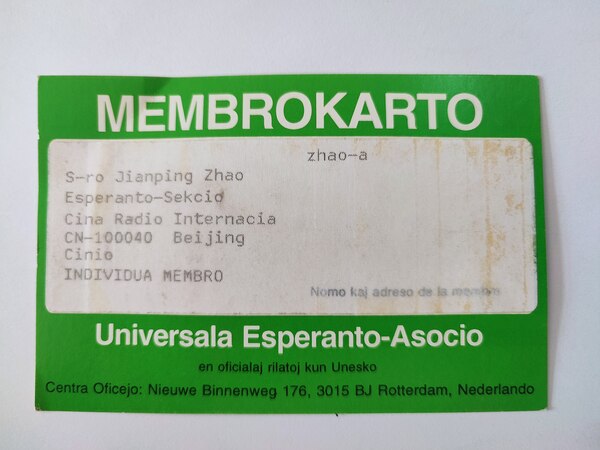 MEMBROKARTO
zhao-a
S-ro Jianping Zhao
Esperanto-Sekcio
Cina Radio Internacia
CN-100040 Beijing
Cinio
INDIVIDUA MEMBRO
Nomo kaj adreso de la membro
Universala Esperanto-Asocio
en oficialaj rilatoj kun Unesko
Centra Oficejo: Nieuwe Binnenweg 176, 3015 BJ Rotterdam, Nederlando